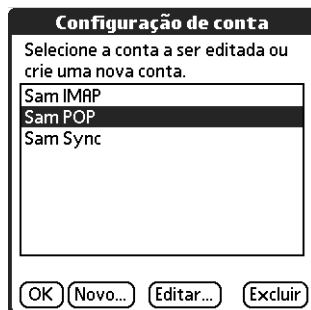 Configuração de conta
Selecione a conta a ser editada ou
crie uma nova conta.
Sam IMAP
Sam POP
Sam Sync
OK Novo... Editar... Excluir